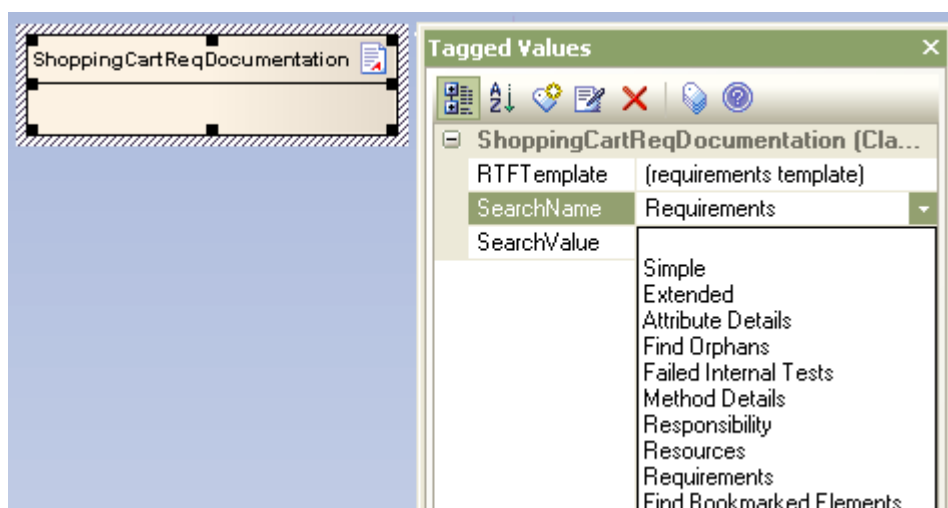 ShoppingCartReqDocumentation
Tagged Values
ShoppingCartReqDocumentation (Cla...
RTFTemplate (requirements template)
SearchName Requirements
SearchValue
Simple
Extended
Attribute Details
Find Orphans
Failed Internal Tests
Method Details
Responsibility
Resources
Requirements
Find Bookmarked Elements